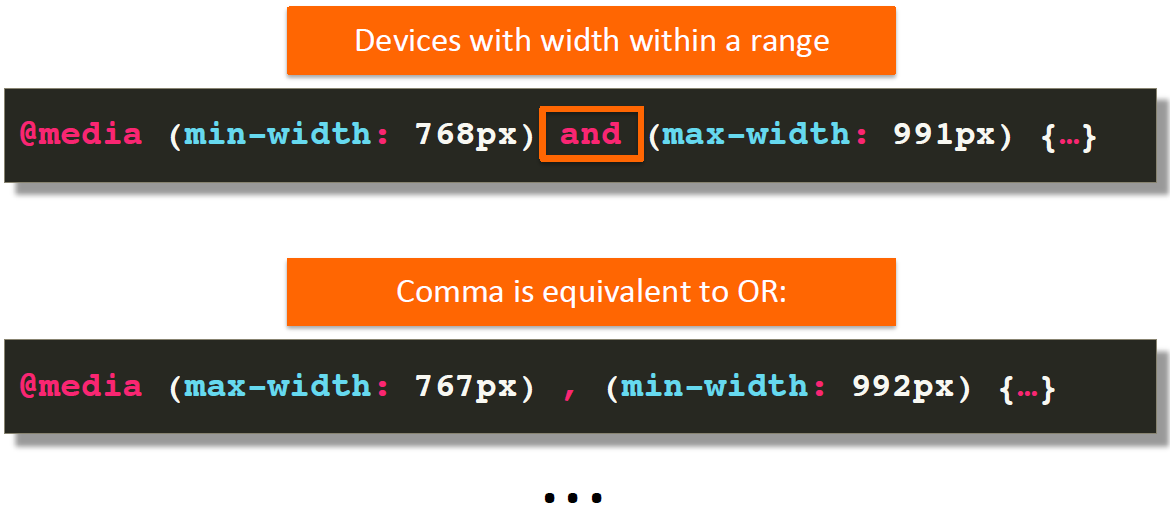 Devices with width within a range
@media (min-width: 768px) and (max-width: 991px) {…}
Comma is equivalent to OR:
@media (max-width: 767px) , (min-width: 992px) {…}
...